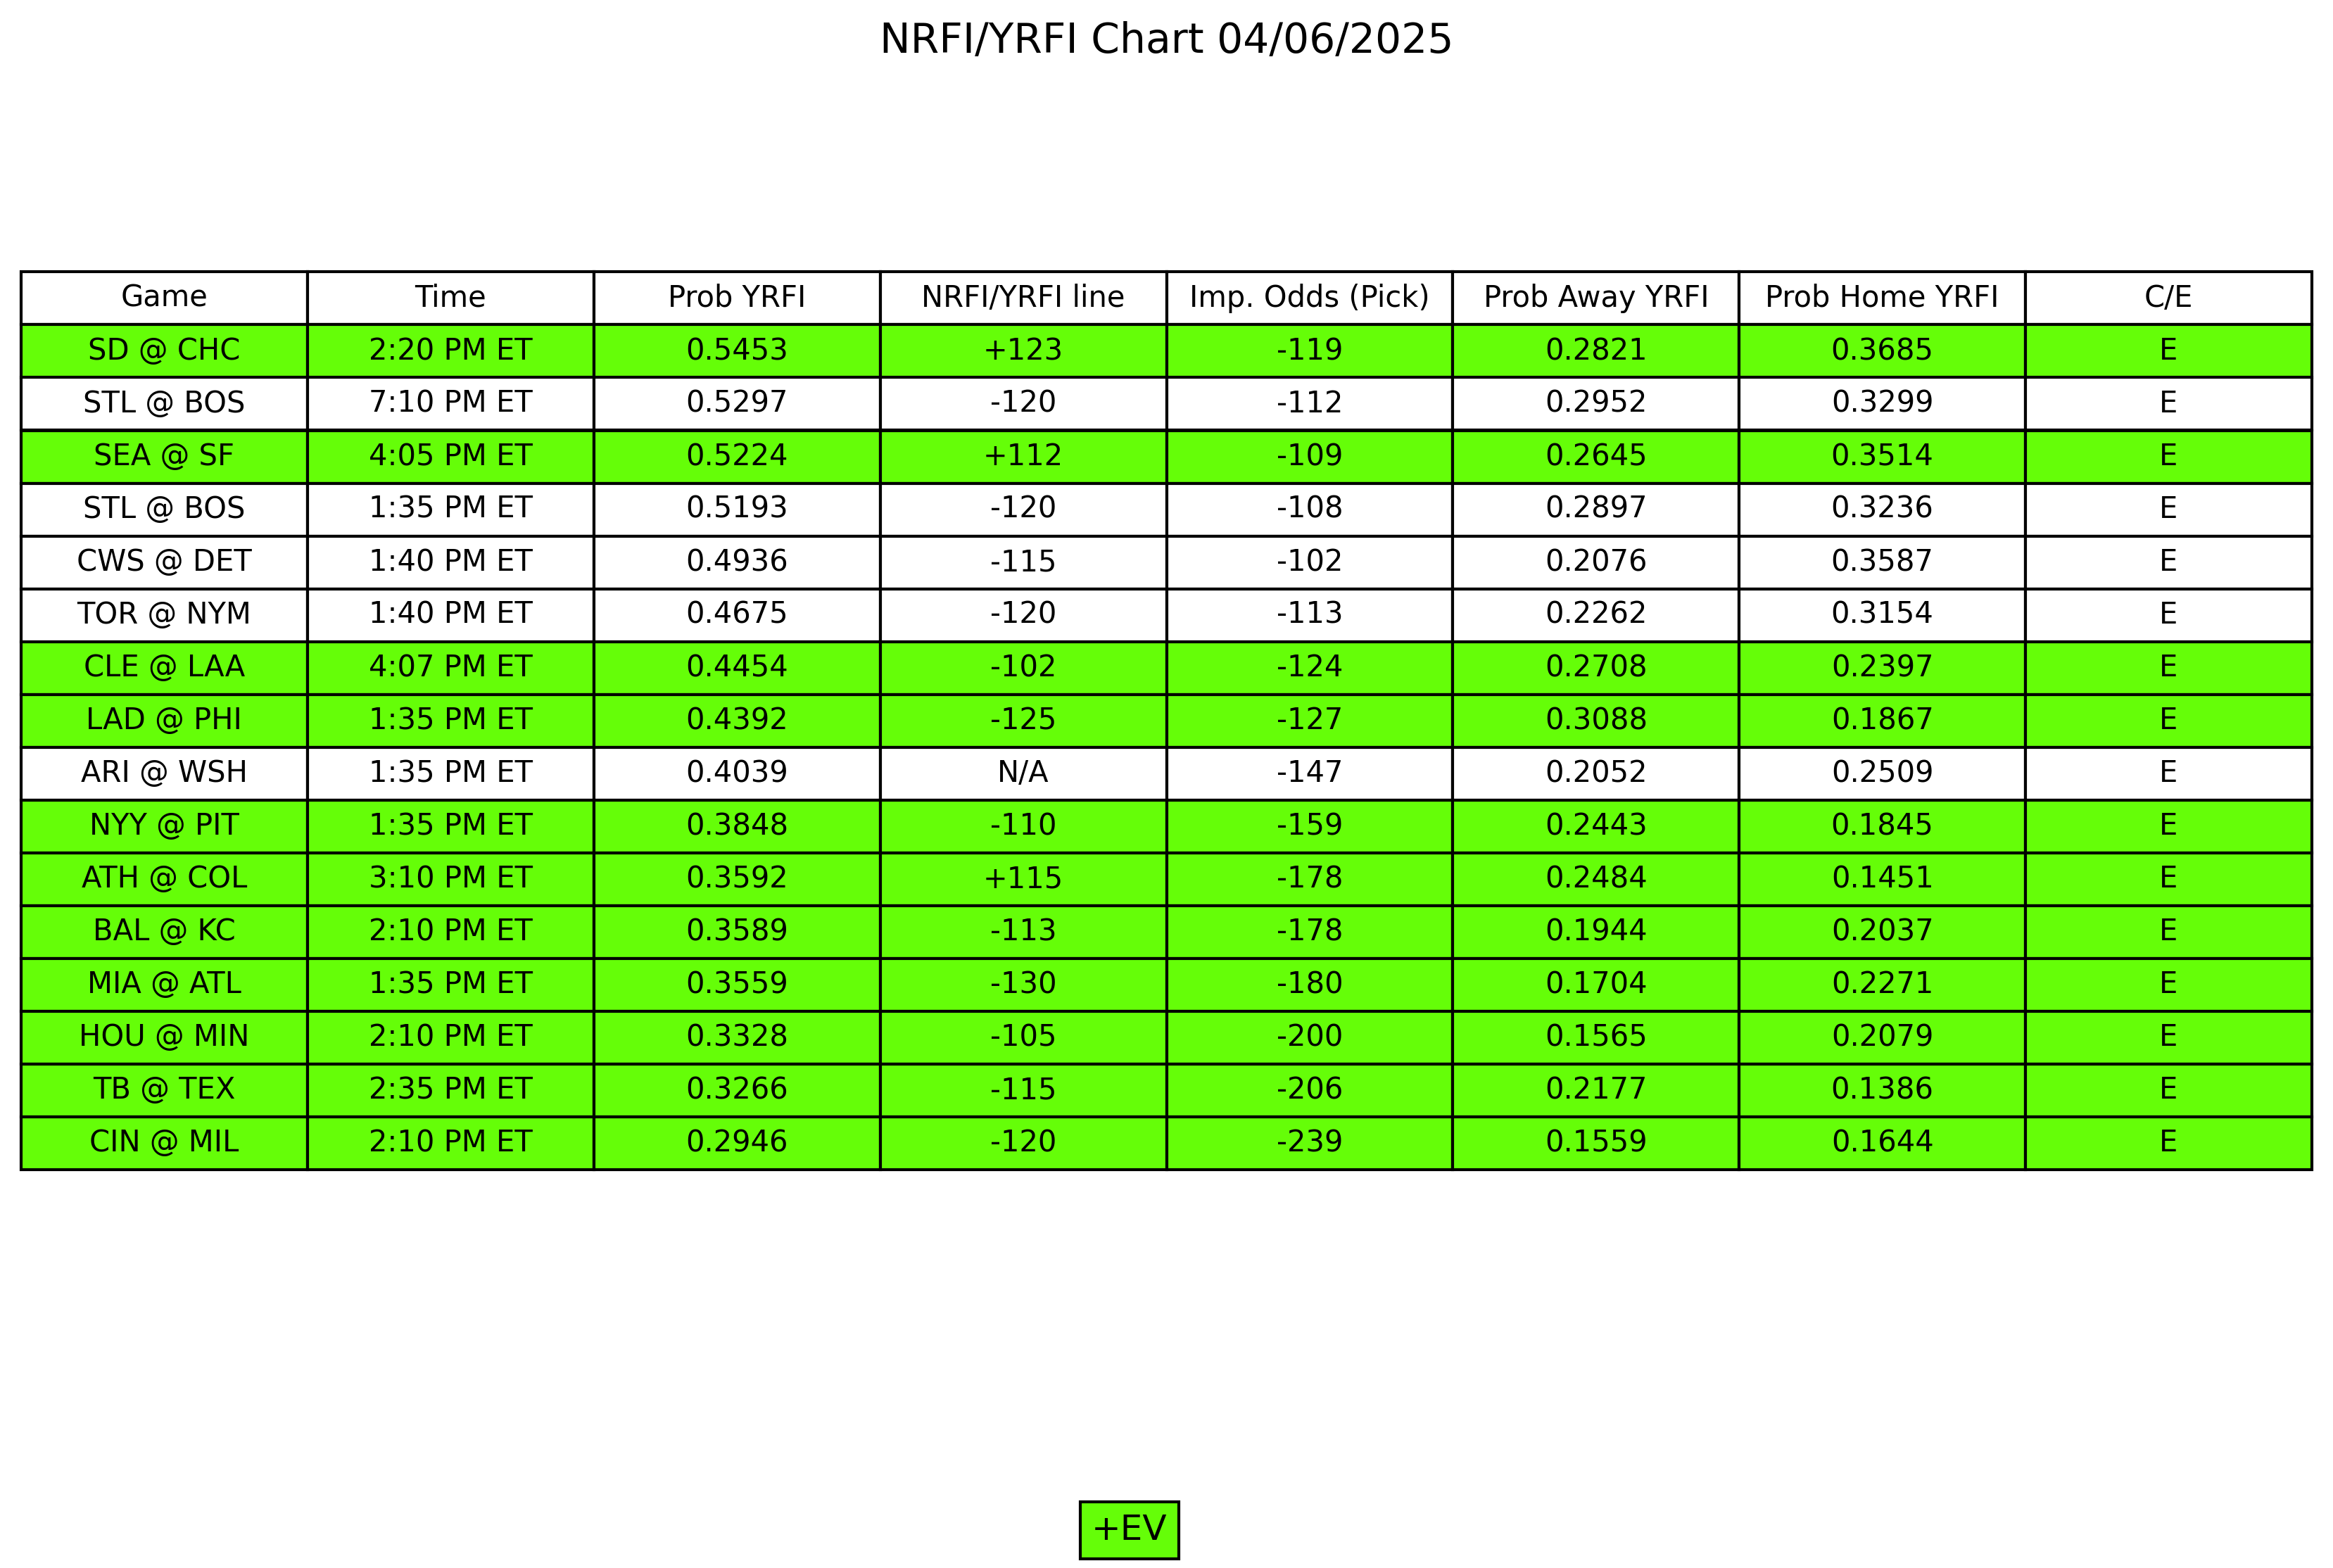 NRFI/YRFI Chart 04/06/2025
Game Time Prob YRFI NRFI/YRFI line Imp. Odds (Pick) Prob Away YRFI Prob Home YRFI C/E
SD @ CHC 2:20 PM ET 0.5453 +123 -119 0.2821 0.3685 E
STL @ BOS 7:10 PM ET 0.5297 -120 -112 0.2952 0.3299 E
SEA @ SF 4:05 PM ET 0.5224 +112 -109 0.2645 0.3514 E
STL @ BOS 1:35 PM ET 0.5193 -120 -108 0.2897 0.3236 E
CWS @ DET 1:40 PM ET 0.4936 -115 -102 0.2076 0.3587 E
TOR @ NYM 1:40 PM ET 0.4675 -120 -113 0.2262 0.3154 E
CLE @ LAA 4:07 PM ET 0.4454 -102 -124 0.2708 0.2397 E
LAD @ PHI 1:35 PM ET 0.4392 -125 -127 0.3088 0.1867 E
ARI @ WSH 1:35 PM ET 0.4039 N/A -147 0.2052 0.2509 E
NYY @ PIT 1:35 PM ET 0.3848 -110 -159 0.2443 0.1845 E
ATH @ COL 3:10 PM ET 0.3592 +115 -178 0.2484 0.1451 E
BAL @ KC 2:10 PM ET 0.3589 -113 -178 0.1944 0.2037 E
MIA @ ATL 1:35 PM ET 0.3559 -130 -180 0.1704 0.2271 E
HOU @ MIN 2:10 PM ET 0.3328 -105 -200 0.1565 0.2079 E
TB @ TEX 2:35 PM ET 0.3266 -115 -206 0.2177 0.1386 E
CIN @ MIL 2:10 PM ET 0.2946 -120 -239 0.1559 0.1644 E
+EV